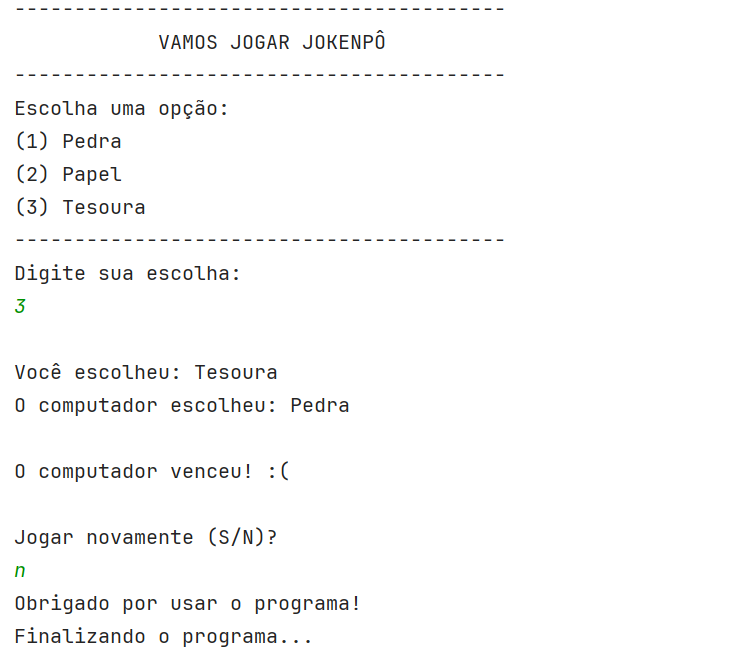 -----------------------------------------
VAMOS JOGAR JOKENPÔ
-----------------------------------------
Escolha uma opção:
(1) Pedra
(2) Papel
(3) Tesoura
-----------------------------------------
Digite sua escolha:
3
Você escolheu: Tesoura
O computador escolheu: Pedra
O computador venceu! :(
Jogar novamente (S/N)?
n
Obrigado por usar o programa!
Finalizando o programa...